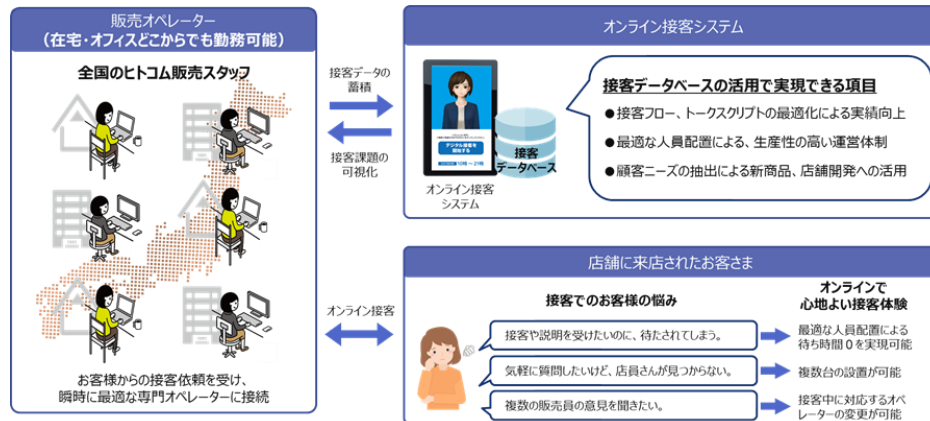 販売オペレーター
(在宅・オフィスどこからでも勤務可能)
全国のヒトコム販売スタッフ
お客様からの接客依頼を受け、
瞬時に最適な専門オペレーターに接続
接客データの
蓄積
接客課題の
可視化
オンライン接客
オンライン接客システム
デジタル接客を
開始する
10時~21時
オンライン接客
システム
接客
データベース
接客データベースの活用で実現できる項目
●接客フロー、トークスクリプトの最適化による実績向上
●最適な人員配置による、生産性の高い運営体制
●顧客ニーズの抽出による新商品、店舗開発への活用
店舗に来店されたお客さま
接客でのお客様の悩み
オンラインで
心地よい接客体験
接客や説明を受けたいのに、待たされてしまう。
最適な人員配置による
待ち時間0を実現可能
気軽に質問したいけど、店員さんが見つからない。
複数台の設置が可能
複数の販売員の意見を聞きたい。
接客中に対応するオペ
レーターの変更が可能